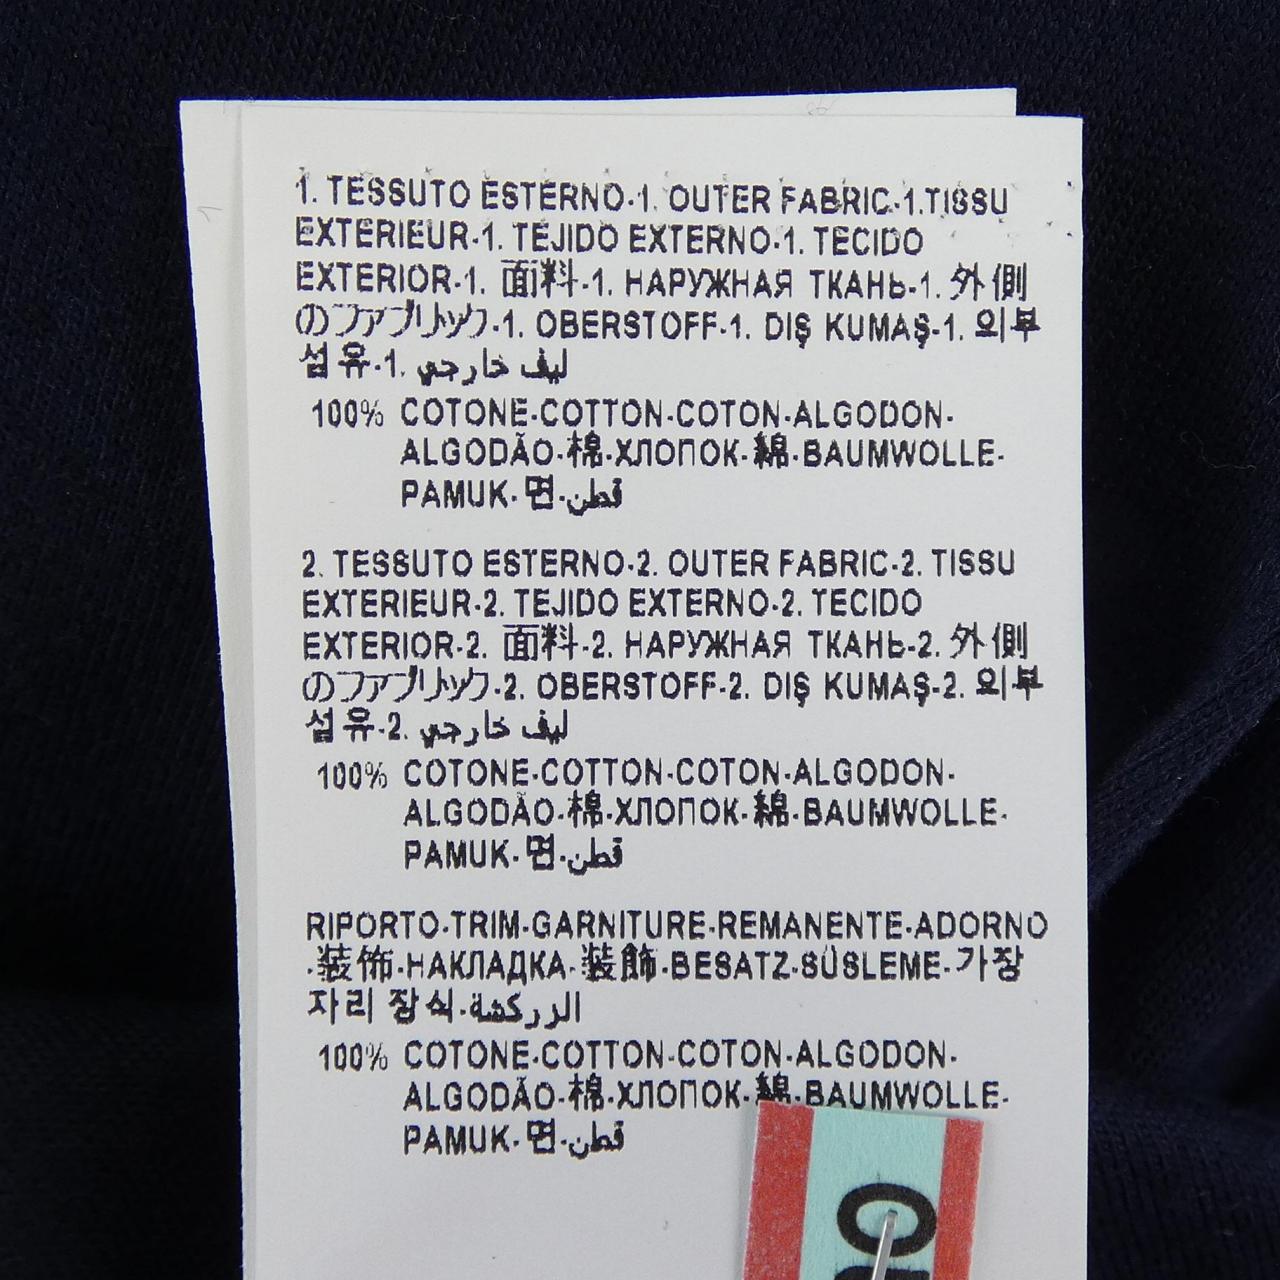 1. TESSUTO ESTERNO-1. OUTER FABRIC-1.TISSU
EXTERIEUR-1. TEJIDO EXTERNO-1. TECIDO
EXTERIOR-1. 面料-1. НАРУЖНАЯ ТКАНЬ-1. 外側
のファブリック-1. OBERSTOFF-1. DIŞ KUMAŞ-1. 외부
섬유-1. ليف خارجي
100% COTONE-COTTON-COTON-ALGODON-
ALGODÃO-棉-ХЛОПОК-綿-BAUMWOLLE-
PAMUK-면-قطن
2. TESSUTO ESTERNO-2. OUTER FABRIC-2. TISSU
EXTERIEUR-2. TEJIDO EXTERNO-2. TECIDO
EXTERIOR-2. 面料-2. НАРУЖНАЯ ТКАНЬ-2. 外側
のファブリック-2. OBERSTOFF-2. DIŞ KUMAŞ-2. 외부
섬유-2. ليف خارجي
100% COTONE-COTTON-COTON-ALGODON-
ALGODÃO-棉-ХЛОПОК-綿-BAUMWOLLE-
PAMUK-면-قطن
RIPORTO-TRIM-GARNITURE-REMANENTE-ADORNO
-装饰-НАКЛАДКА-装飾-BESATZ-SÜSLEME-가장
자리 장식-الزركشة
100% COTONE-COTTON-COTON-ALGODON-
ALGODÃO-棉-ХЛОПОК-綿-BAUMWOLLE-
PAMUK-면-قطن